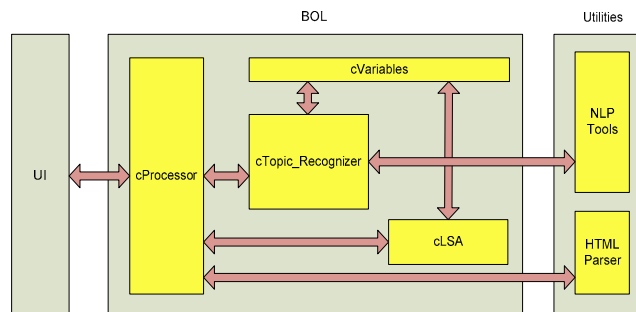 BOL
Utilities
UI
cProcessor
cVariables
cTopic_Recognizer
cLSA
NLP
Tools
HTML
Parser